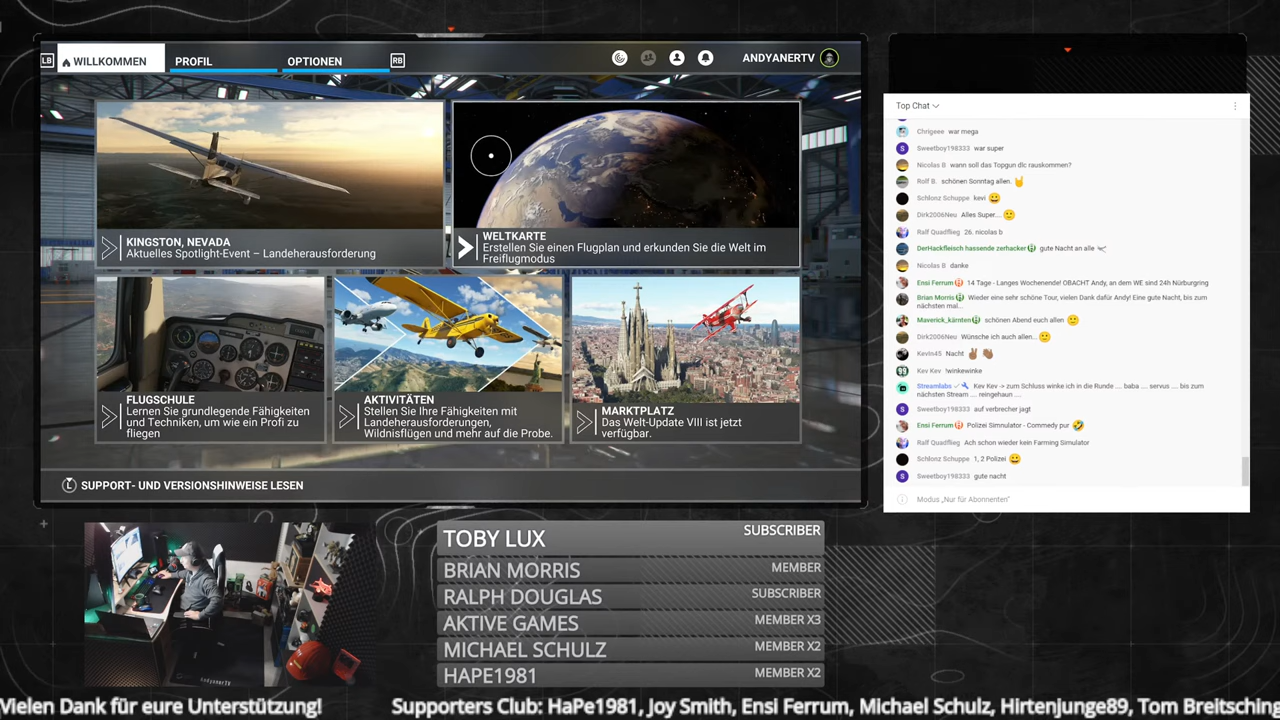 LB
WILLKOMMEN
PROFIL
OPTIONEN
RB
ANDYANERTV
KINGSTON, NEVADA
Aktuelles Spotlight-Event – Landeherausforderung
WELTKARTE
Erstellen Sie einen Flugplan und erkunden Sie die Welt im
Freiflugmodus
FLUGSCHULE
Lernen Sie grundlegende Fähigkeiten
und Techniken, um wie ein Profi zu
fliegen
AKTIVITÄTEN
Stellen Sie Ihre Fähigkeiten mit
Landeherausforderungen,
Wildnisflügen und mehr auf die Probe.
MARKTPLATZ
Das Welt-Update VIII ist jetzt
verfügbar.
SUPPORT- UND VERSIONSHINWEISE
Top Chat
Chrigeee war mega
S Sweetboy198333 war super
Nicolas B wann soll das Topgun dlc rauskommen?
Rolf B. schönen Sonntag allen. 🤘
Schlonz Schuppe kevi 😀
Dirk2006Neu Alles Super.... 🙂
Ralf Quadflieg 26. nicolas b
DerHackfleisch hassende zerhacker gute Nacht an alle
Nicolas B danke
Ensi Ferrum 14 Tage - Langes Wochenende! OBACHT Andy, an dem WE sind 24h Nürburgring
Brian Morris Wieder eine sehr schöne Tour, vielen Dank dafür Andy! Eine gute Nacht, bis zum
nächsten mal...
Maverick_kärnten schönen Abend euch allen 🙂
Dirk2006Neu Wünsche ich auch allen... 🙂
Kevin45 Nacht
Kev Kev !winkewinke
Streamlabs Kev Kev -> zum Schluss winke ich in die Runde .... baba .... servus .... bis zum
nächsten Stream .... reingehaun ....
S Sweetboy198333 auf verbrecher jagt
Ensi Ferrum Polizei Simnulator - Commedy pur 🤣
Ralf Quadflieg Ach schon wieder kein Farming Simulator
Schlonz Schuppe 1, 2 Polizei 😀
S Sweetboy198333 gute nacht
Modus „Nur für Abonnenten"
TOBY LUX SUBSCRIBER
BRIAN MORRIS MEMBER
RALPH DOUGLAS SUBSCRIBER
AKTIVE GAMES MEMBER X3
MICHAEL SCHULZ MEMBER X2
HAPE1981 MEMBER X2
Vielen Dank für eure Unterstützung! Supporters Club: HaPe1981, Joy Smith, Ensi Ferrum, Michael Schulz, Hirtenjunge89, Tom Breitsching